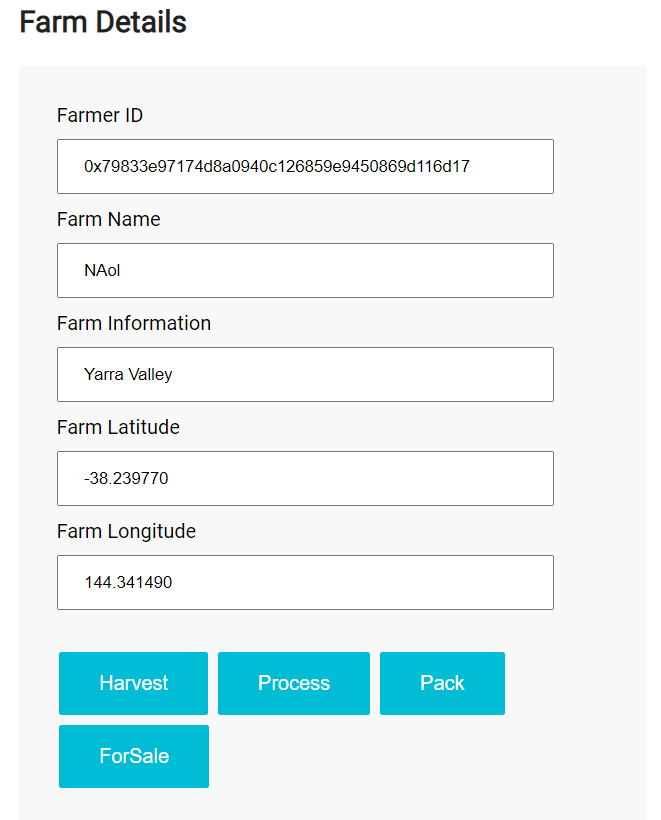 Farm Details
Farmer ID
0x79833e97174d8a0940c126859e9450869d116d17
Farm Name
NAol
Farm Information
Yarra Valley
Farm Latitude
-38.239770
Farm Longitude
144.341490
Harvest Process Pack
ForSale